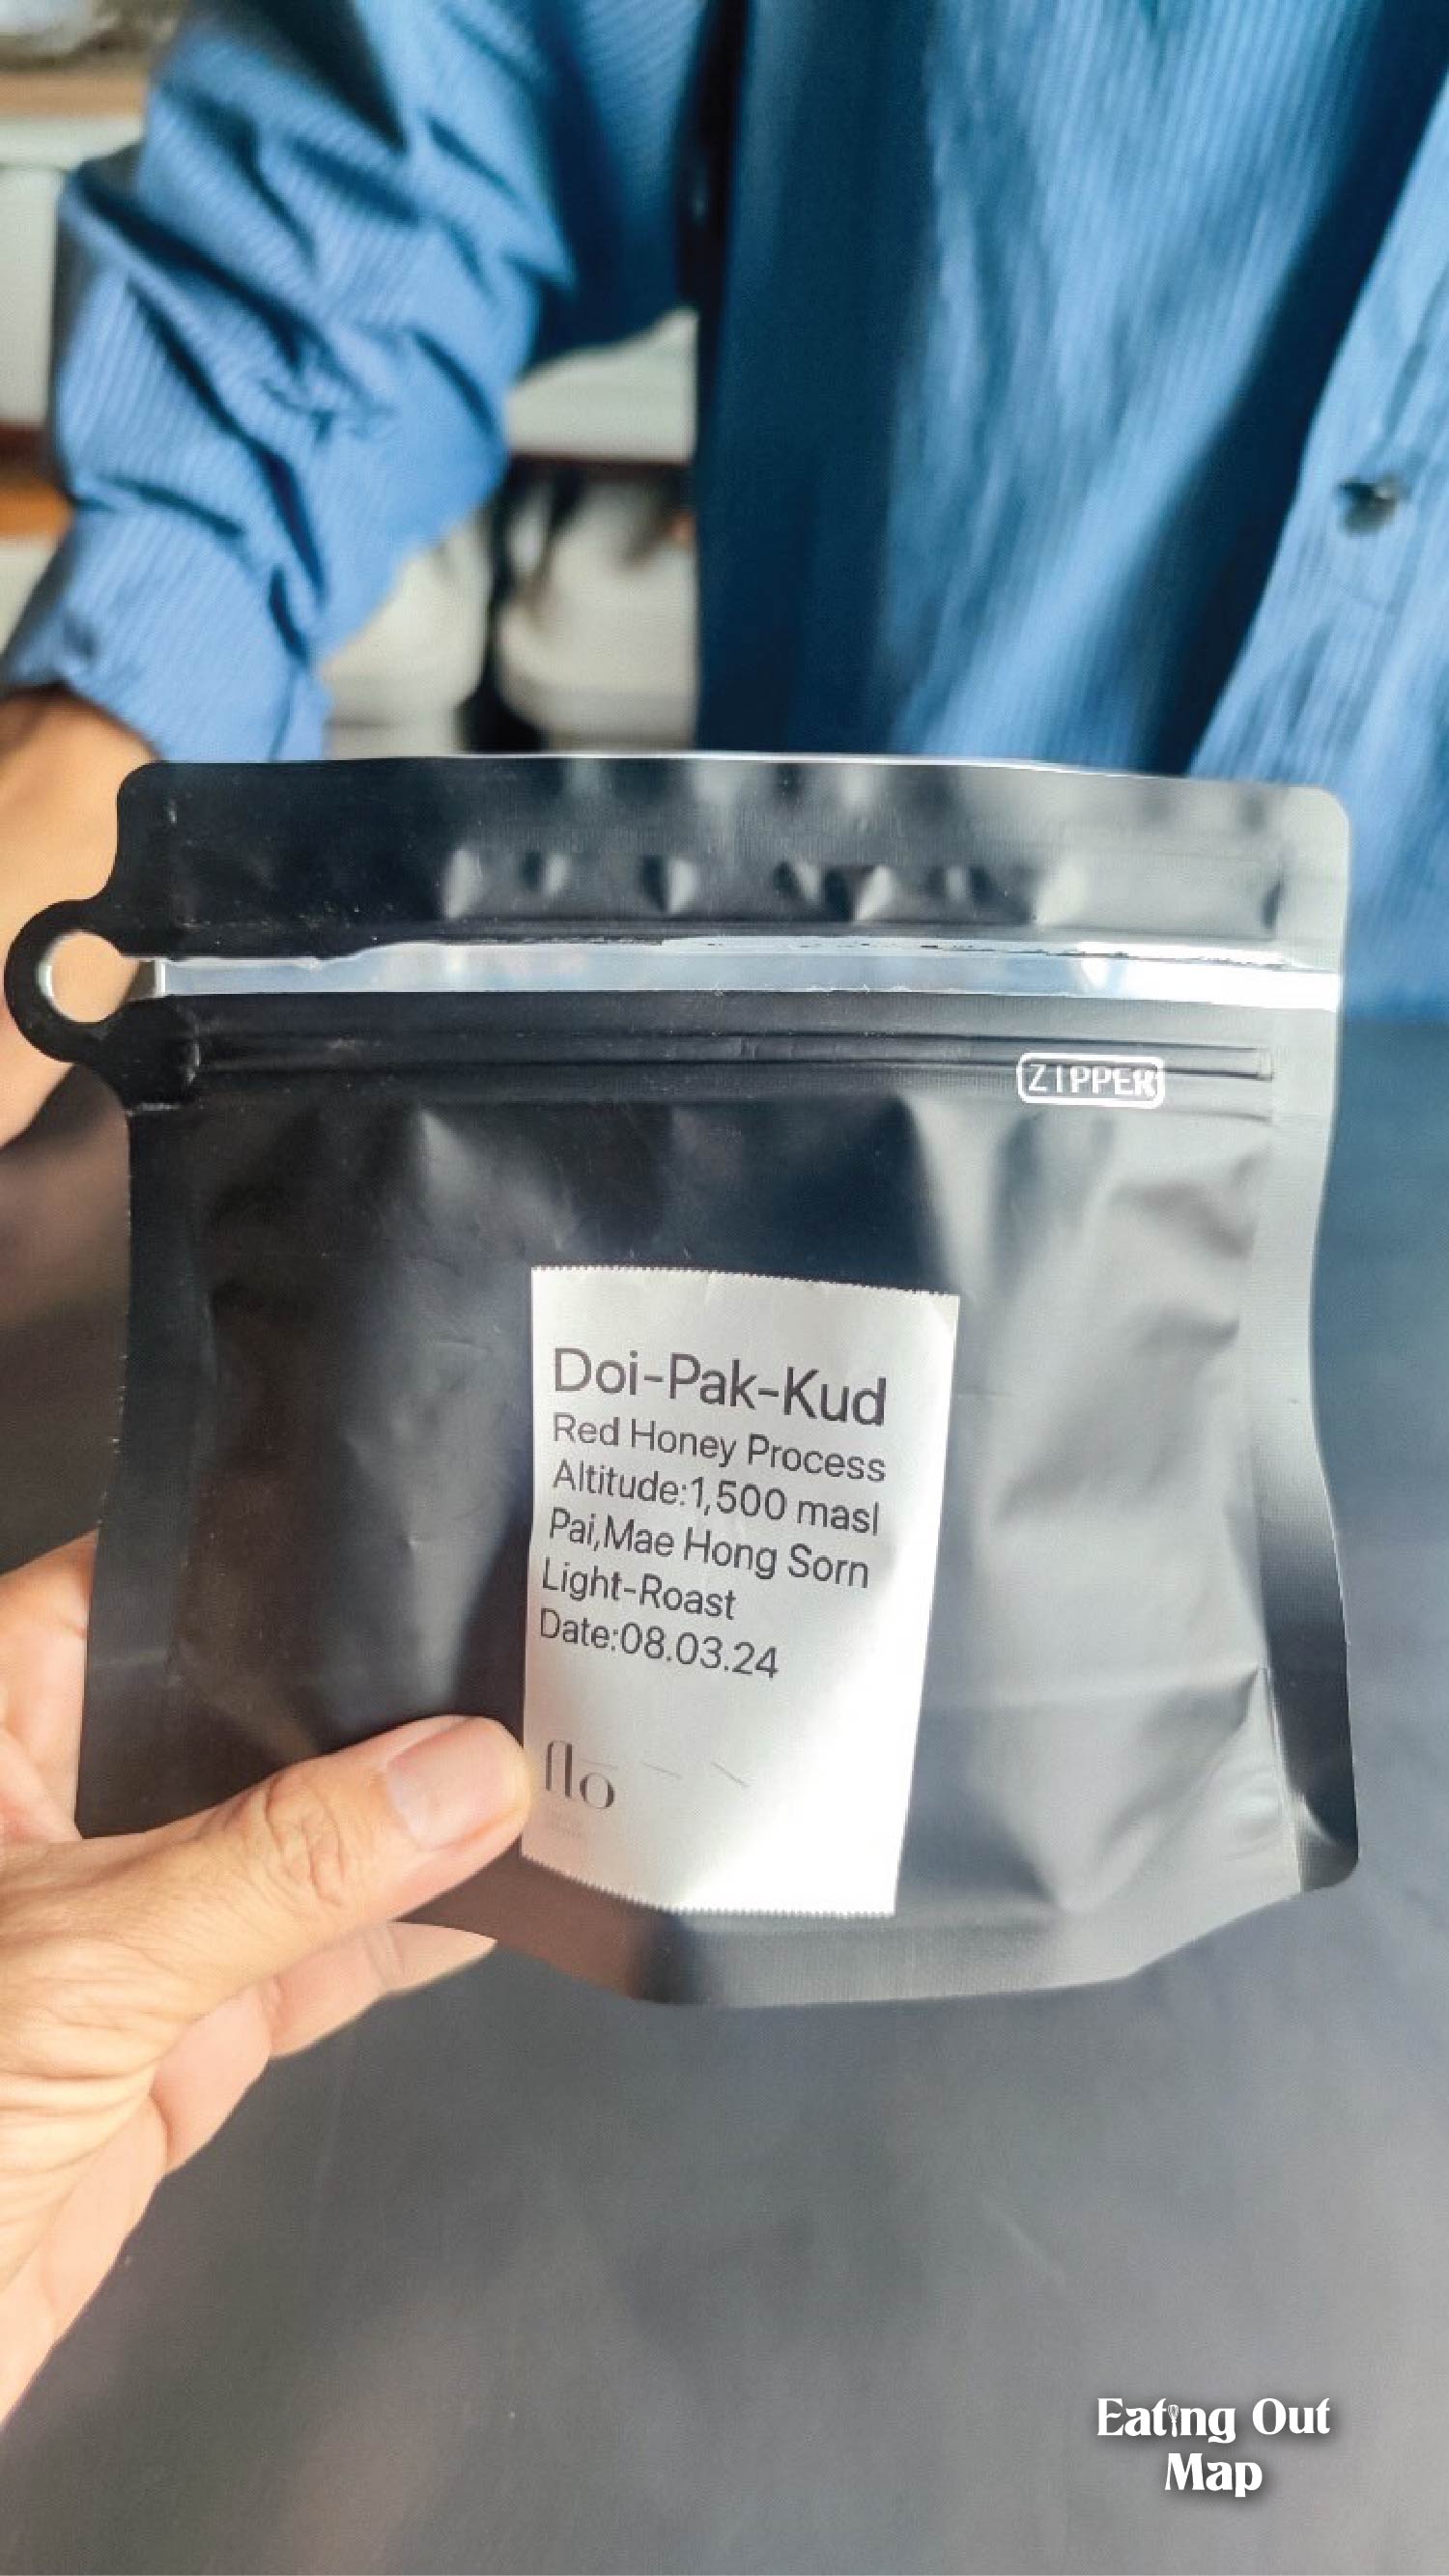 ZIPPER
Doi-Pak-Kud
Red Honey Process
Altitude:1,500 masl
Pai,Mae Hong Sorn
Light-Roast
Date:08.03.24
flo
Eating Out
Map